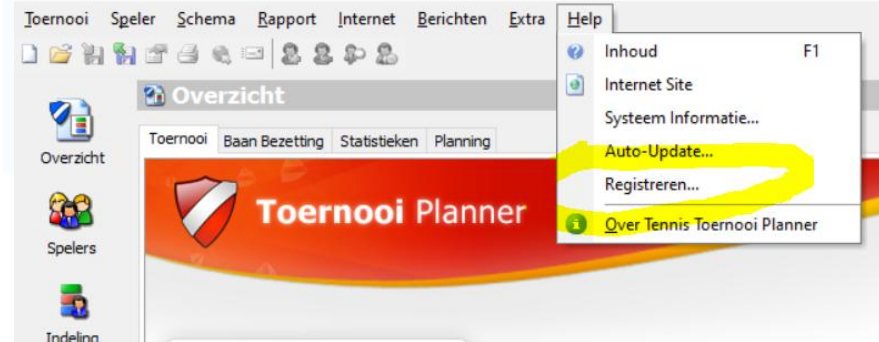 Toernooi Speler Schema Rapport Internet Berichten Extra Help
Inhoud F1
Internet Site
Systeem Informatie...
Auto-Update...
Registreren...
Over Tennis Toernooi Planner
Overzicht
Toernooi Baan Bezetting Statistieken Planning
Overzicht
Toernooi Planner
Spelers
Indeling